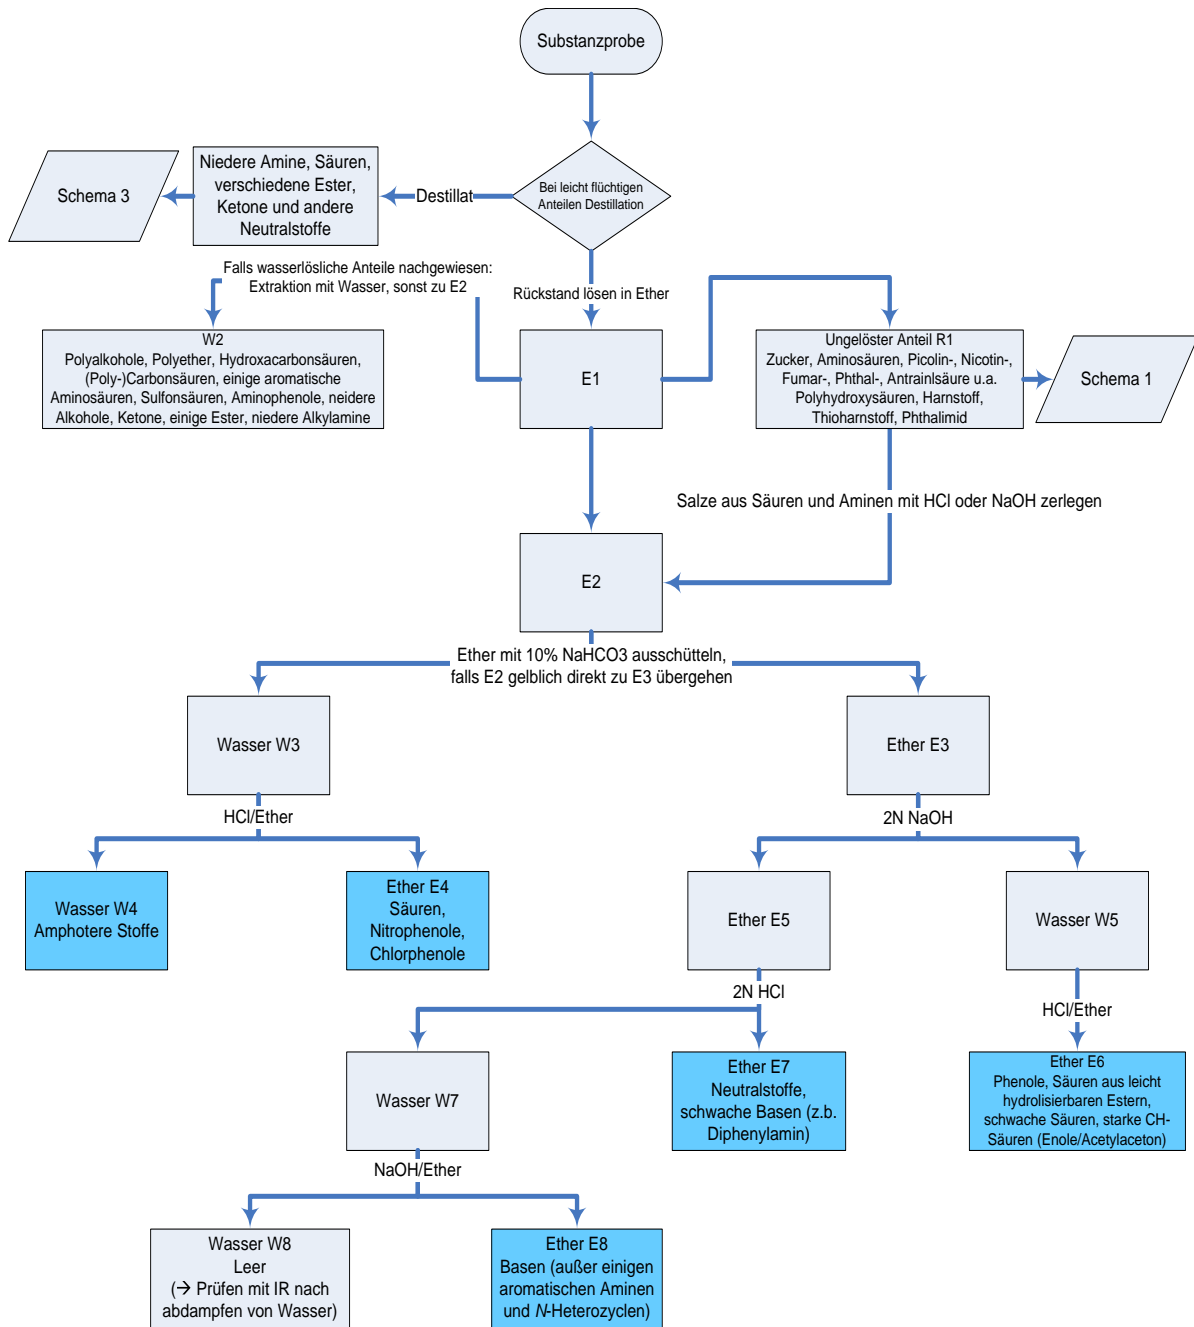 Substanzprobe
Schema 3
Niedere Amine, Säuren,
verschiedene Ester,
Ketone und andere
Neutralstoffe
Destillat
Bei leicht flüchtigen
Anteilen Destillation
Falls wasserlösliche Anteile nachgewiesen:
Extraktion mit Wasser, sonst zu E2
Rückstand lösen in Ether
W2
Polyalkohole, Polyether, Hydroxacarbonsäuren,
(Poly-)Carbonsäuren, einige aromatische
Aminosäuren, Sulfonsäuren, Aminophenole, neidere
Alkohole, Ketone, einige Ester, niedere Alkylamine
E1
Ungelöster Anteil R1
Zucker, Aminosäuren, Picolin-, Nicotin-,
Fumar-, Phthal-, Antrainlsäure u.a.
Polyhydroxysäuren, Harnstoff,
Thioharnstoff, Phthalimid
Schema 1
Salze aus Säuren und Aminen mit HCl oder NaOH zerlegen
E2
Ether mit 10% NaHCO3 ausschütteln,
falls E2 gelblich direkt zu E3 übergehen
Wasser W3
Ether E3
HCl/Ether
2N NaOH
Wasser W4
Amphotere Stoffe
Ether E4
Säuren,
Nitrophenole,
Chlorphenole
Ether E5
Wasser W5
2N HCl
HCl/Ether
Wasser W7
Ether E7
Neutralstoffe,
schwache Basen (z.b.
Diphenylamin)
Ether E6
Phenole, Säuren aus leicht
hydrolisierbaren Estern,
schwache Säuren, starke CH-
Säuren (Enole/Acetylaceton)
NaOH/Ether
Wasser W8
Leer
(→ Prüfen mit IR nach
abdampfen von Wasser)
Ether E8
Basen (außer einigen
aromatischen Aminen
und N-Heterozyclen)